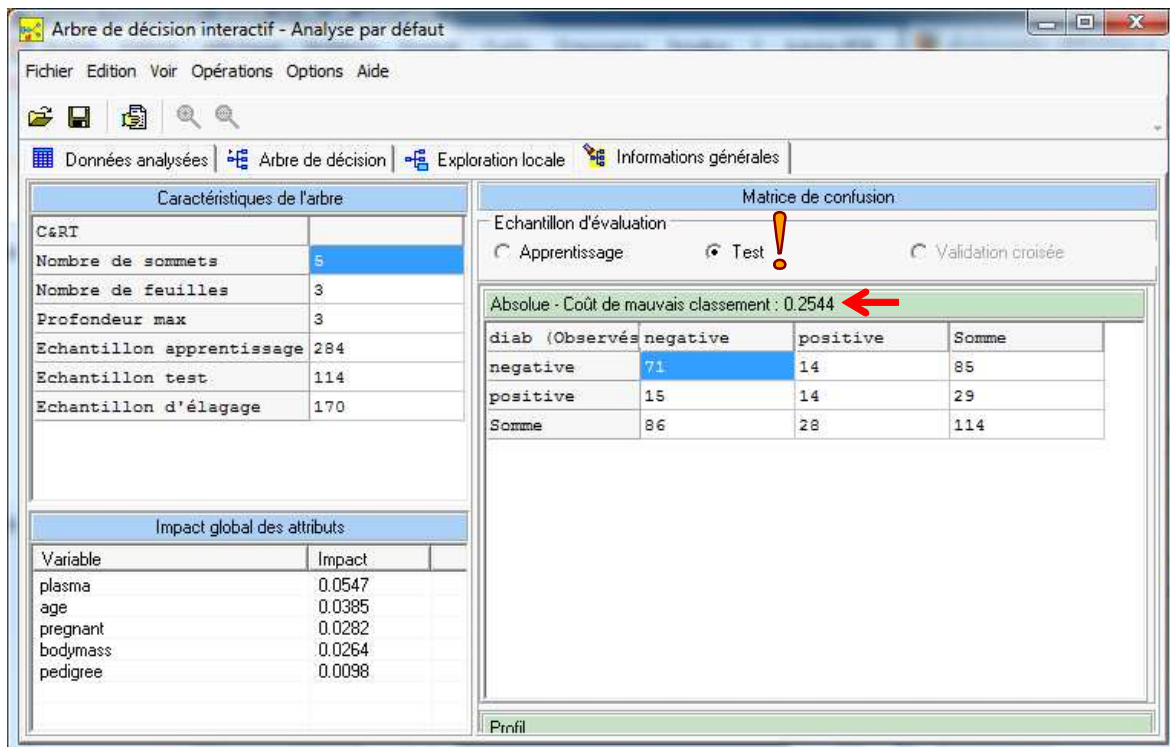 Arbre de décision interactif - Analyse par défaut
Fichier Edition Voir Opérations Options Aide
Données analysées Arbre de décision Exploration locale Informations générales
Caractéristiques de l'arbre
C&RT
Nombre de sommets 5
Nombre de feuilles 3
Profondeur max 3
Echantillon apprentissage 284
Echantillon test 114
Echantillon d'élagage 170
Impact global des attributs
Variable Impact
plasma 0.0547
age 0.0385
pregnant 0.0282
bodymass 0.0264
pedigree 0.0098
Matrice de confusion
Echantillon d'évaluation
Apprentissage Test ! Validation croisée
Absolue - Coût de mauvais classement : 0.2544
diab (Observés negative positive Somme
negative 71 14 85
positive 15 14 29
Somme 86 28 114
Profil